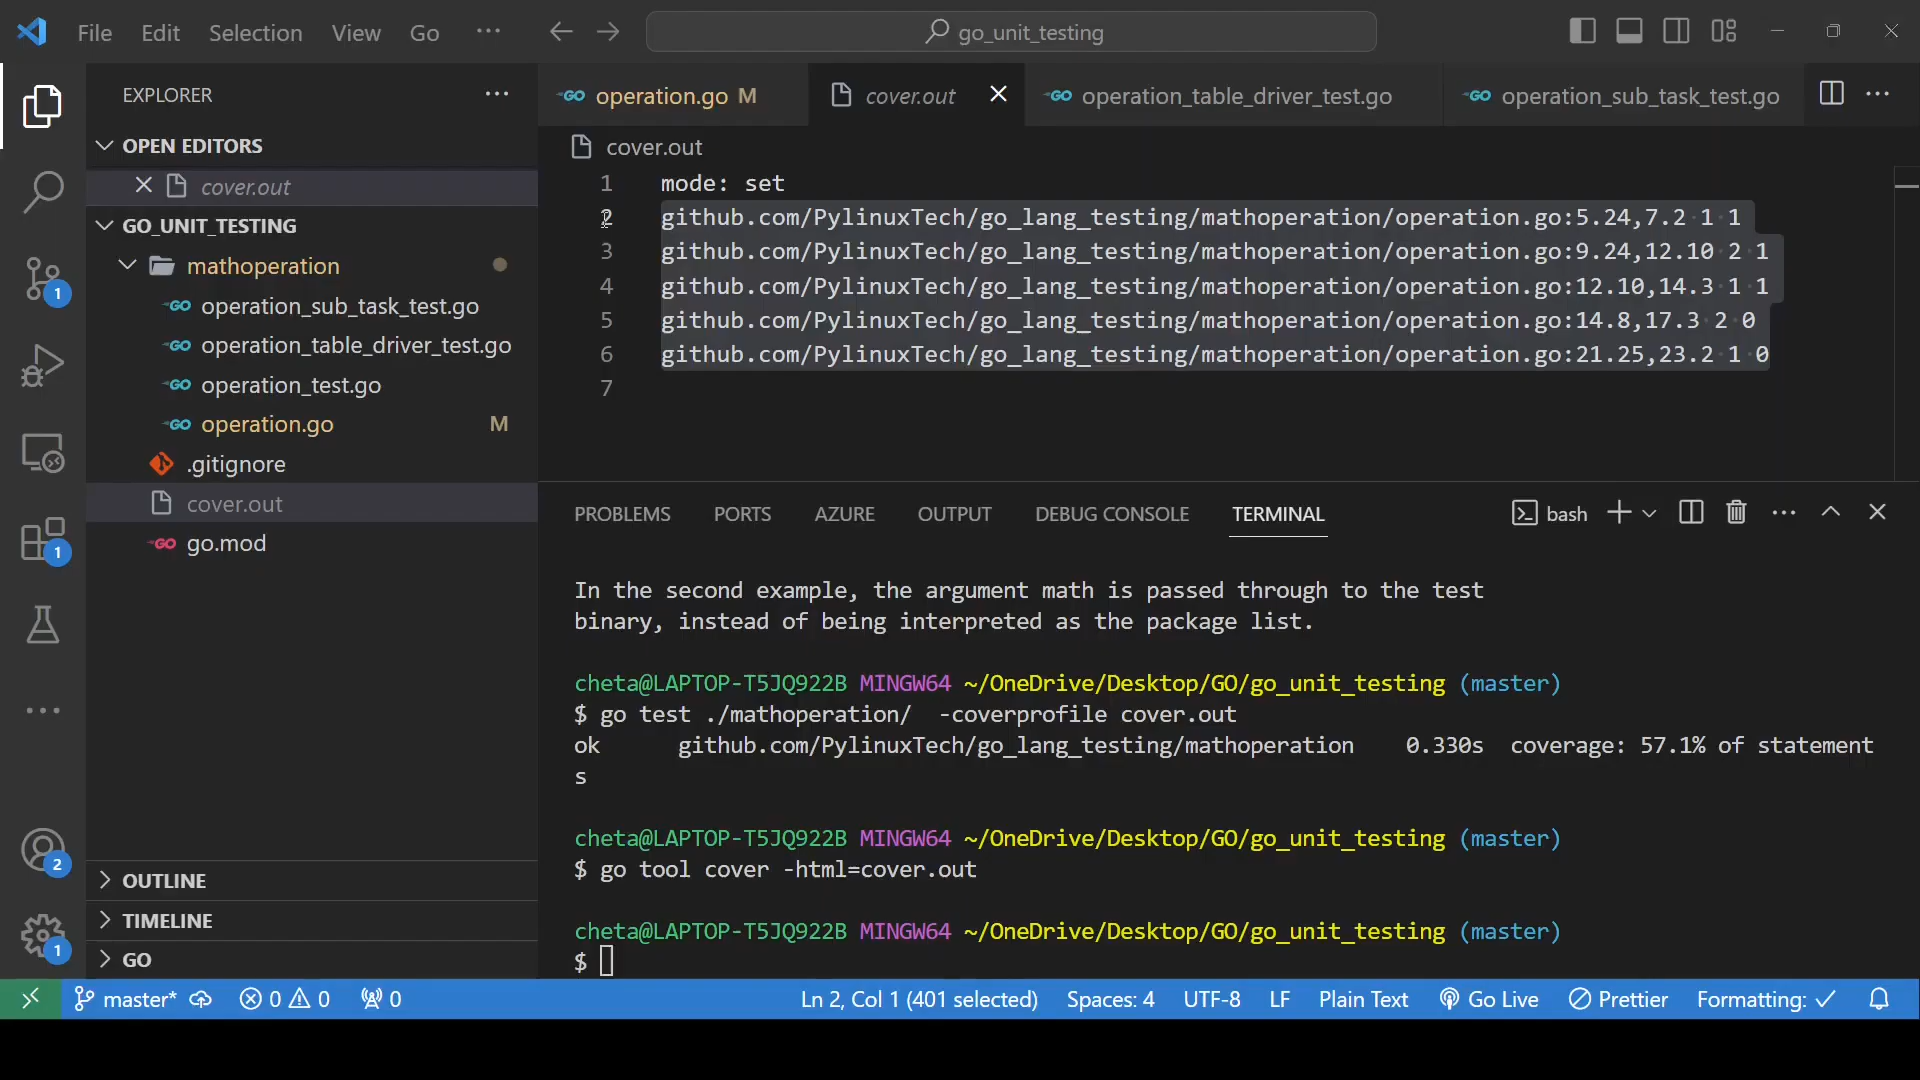 File Edit Selection View Go ··· go_unit_testing
EXPLORER ···
operation.go M cover.out operation_table_driver_test.go operation_sub_task_test.go ···
OPEN EDITORS
cover.out
GO_UNIT_TESTING
mathoperation
operation_sub_task_test.go
operation_table_driver_test.go
operation_test.go
operation.go M
.gitignore
cover.out
go.mod
OUTLINE
TIMELINE
GO
1
1
2
1
cover.out
1 mode: set
2 github.com/PylinuxTech/go_lang_testing/mathoperation/operation.go:5.24,7.2 1 1
3 github.com/PylinuxTech/go_lang_testing/mathoperation/operation.go:9.24,12.10 2 1
4 github.com/PylinuxTech/go_lang_testing/mathoperation/operation.go:12.10,14.3 1 1
5 github.com/PylinuxTech/go_lang_testing/mathoperation/operation.go:14.8,17.3 2 0
6 github.com/PylinuxTech/go_lang_testing/mathoperation/operation.go:21.25,23.2 1 0
7
PROBLEMS PORTS AZURE OUTPUT DEBUG CONSOLE TERMINAL bash ···
In the second example, the argument math is passed through to the test
binary, instead of being interpreted as the package list.
cheta@LAPTOP-T5JQ922B MINGW64 ~/OneDrive/Desktop/GO/go_unit_testing (master)
$ go test ./mathoperation/  -coverprofile cover.out
ok      github.com/PylinuxTech/go_lang_testing/mathoperation    0.330s  coverage: 57.1% of statement
s
cheta@LAPTOP-T5JQ922B MINGW64 ~/OneDrive/Desktop/GO/go_unit_testing (master)
$ go tool cover -html=cover.out
cheta@LAPTOP-T5JQ922B MINGW64 ~/OneDrive/Desktop/GO/go_unit_testing (master)
$
master* 0 0 0 Ln 2, Col 1 (401 selected) Spaces: 4 UTF-8 LF Plain Text Go Live Prettier Formatting: ✓